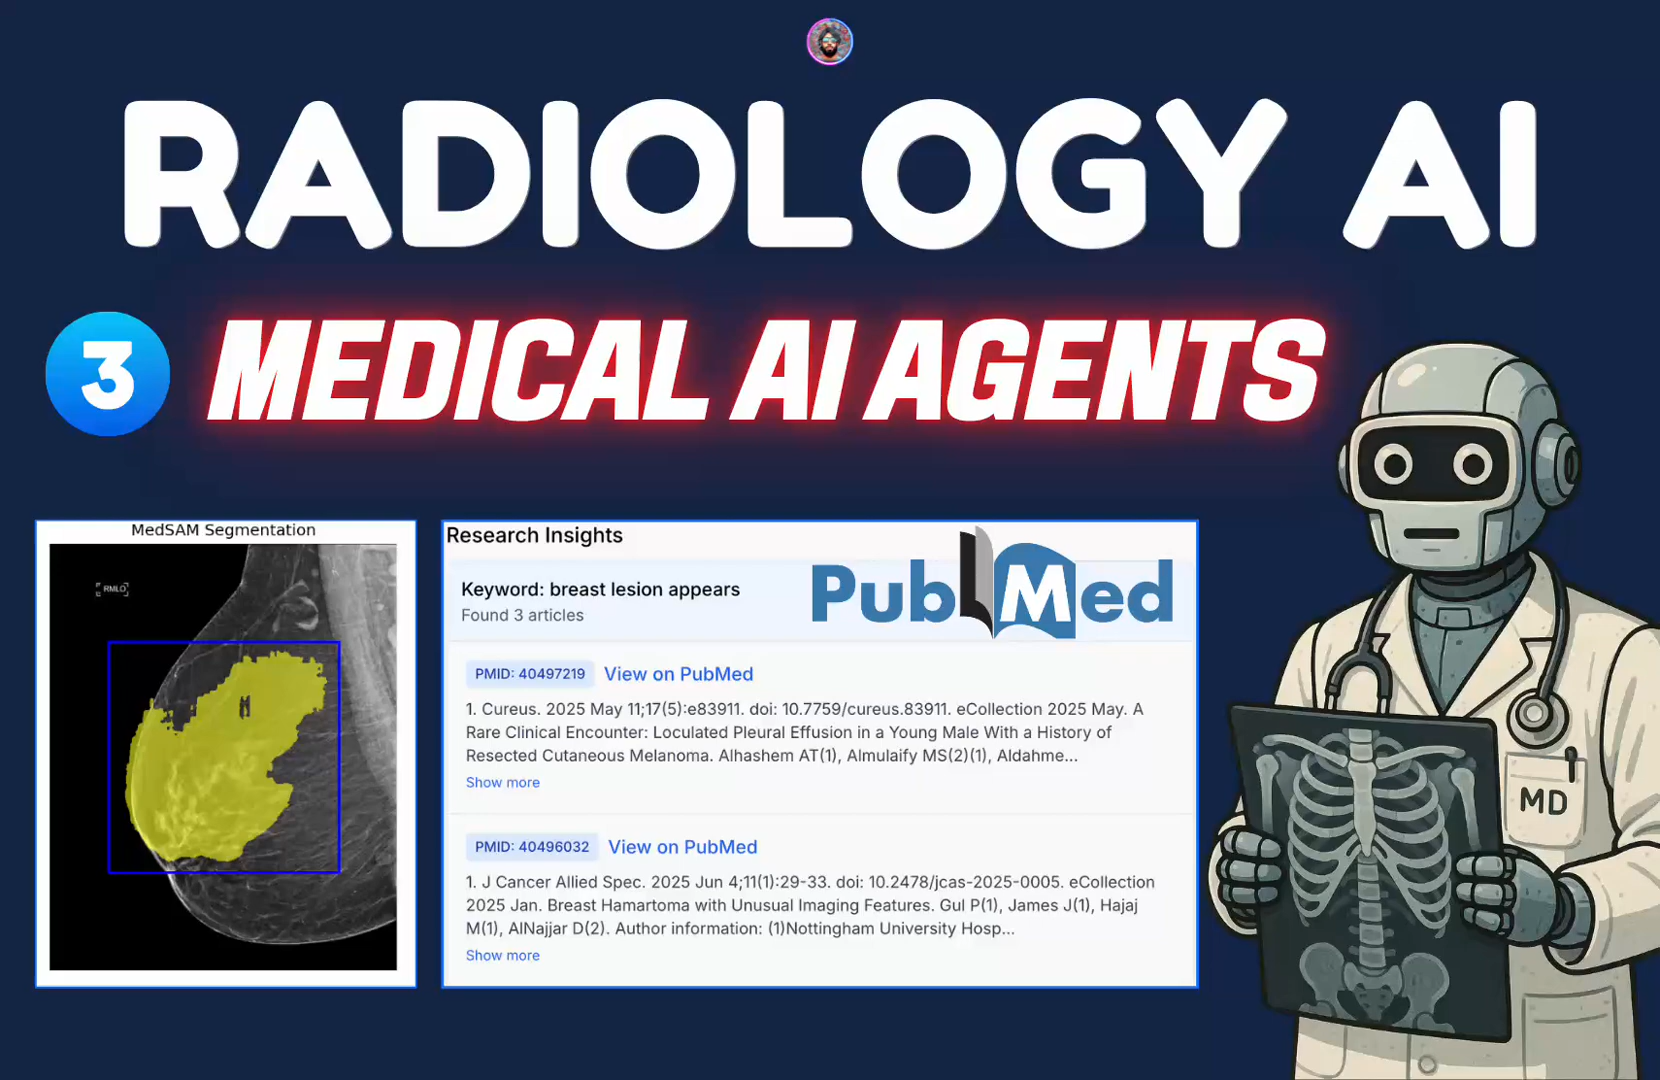 RADIOLOGY AI
3 MEDICAL AI AGENTS
MedSAM Segmentation
RMLO
Research Insights
Keyword: breast lesion appears
Found 3 articles
PubMed
PMID: 40497219 View on PubMed
1. Cureus. 2025 May 11;17(5):e83911. doi: 10.7759/cureus.83911. eCollection 2025 May. A
Rare Clinical Encounter: Loculated Pleural Effusion in a Young Male With a History of
Resected Cutaneous Melanoma. Alhashem AT(1), Almulaify MS(2)(1), Aldahme...
Show more
PMID: 40496032 View on PubMed
1. J Cancer Allied Spec. 2025 Jun 4;11(1):29-33. doi: 10.2478/jcas-2025-0005. eCollection
2025 Jan. Breast Hamartoma with Unusual Imaging Features. Gul P(1), James J(1), Hajaj
M(1), AlNajjar D(2). Author information: (1)Nottingham University Hosp...
Show more
MD